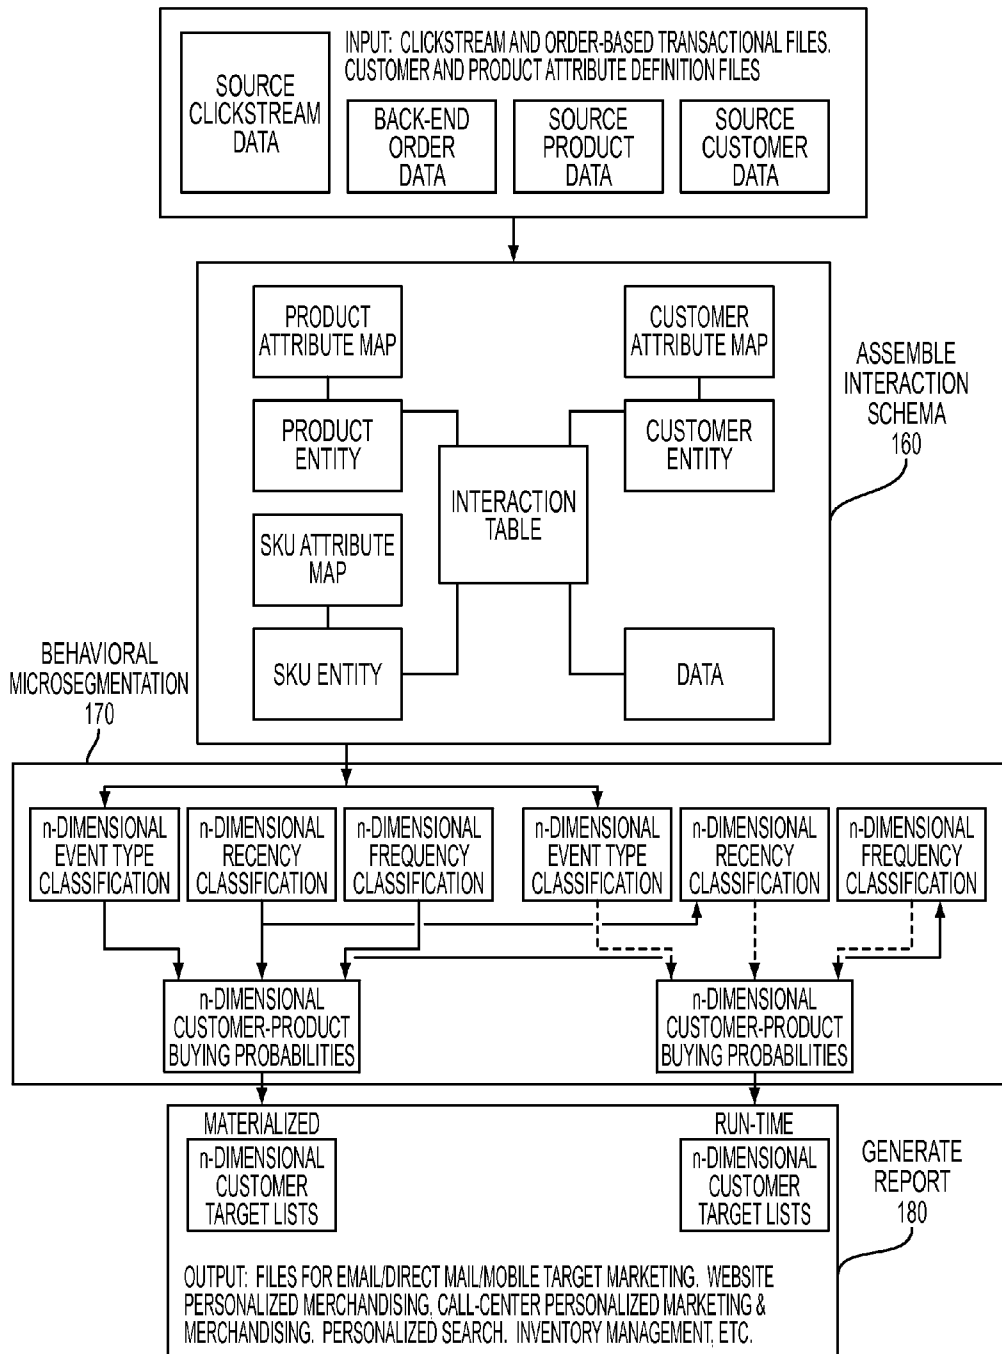 INPUT: CLICKSTREAM AND ORDER-BASED TRANSACTIONAL FILES.
CUSTOMER AND PRODUCT ATTRIBUTE DEFINITION FILES
SOURCE
CLICKSTREAM
DATA
BACK-END
ORDER
DATA
SOURCE
PRODUCT
DATA
SOURCE
CUSTOMER
DATA
PRODUCT
ATTRIBUTE MAP
CUSTOMER
ATTRIBUTE MAP
ASSEMBLE
INTERACTION
SCHEMA
160
PRODUCT
ENTITY
CUSTOMER
ENTITY
INTERACTION
TABLE
SKU ATTRIBUTE
MAP
SKU ENTITY
DATA
BEHAVIORAL
MICROSEGMENTATION
170
n-DIMENSIONAL
EVENT TYPE
CLASSIFICATION
n-DIMENSIONAL
RECENCY
CLASSIFICATION
n-DIMENSIONAL
FREQUENCY
CLASSIFICATION
n-DIMENSIONAL
EVENT TYPE
CLASSIFICATION
n-DIMENSIONAL
RECENCY
CLASSIFICATION
n-DIMENSIONAL
FREQUENCY
CLASSIFICATION
n-DIMENSIONAL
CUSTOMER-PRODUCT
BUYING PROBABILITIES
n-DIMENSIONAL
CUSTOMER-PRODUCT
BUYING PROBABILITIES
MATERIALIZED
n-DIMENSIONAL
CUSTOMER
TARGET LISTS
RUN-TIME
n-DIMENSIONAL
CUSTOMER
TARGET LISTS
GENERATE
REPORT
180
OUTPUT: FILES FOR EMAIL/DIRECT MAIL/MOBILE TARGET MARKETING. WEBSITE
PERSONALIZED MERCHANDISING. CALL-CENTER PERSONALIZED MARKETING &
MERCHANDISING. PERSONALIZED SEARCH. INVENTORY MANAGEMENT, ETC.